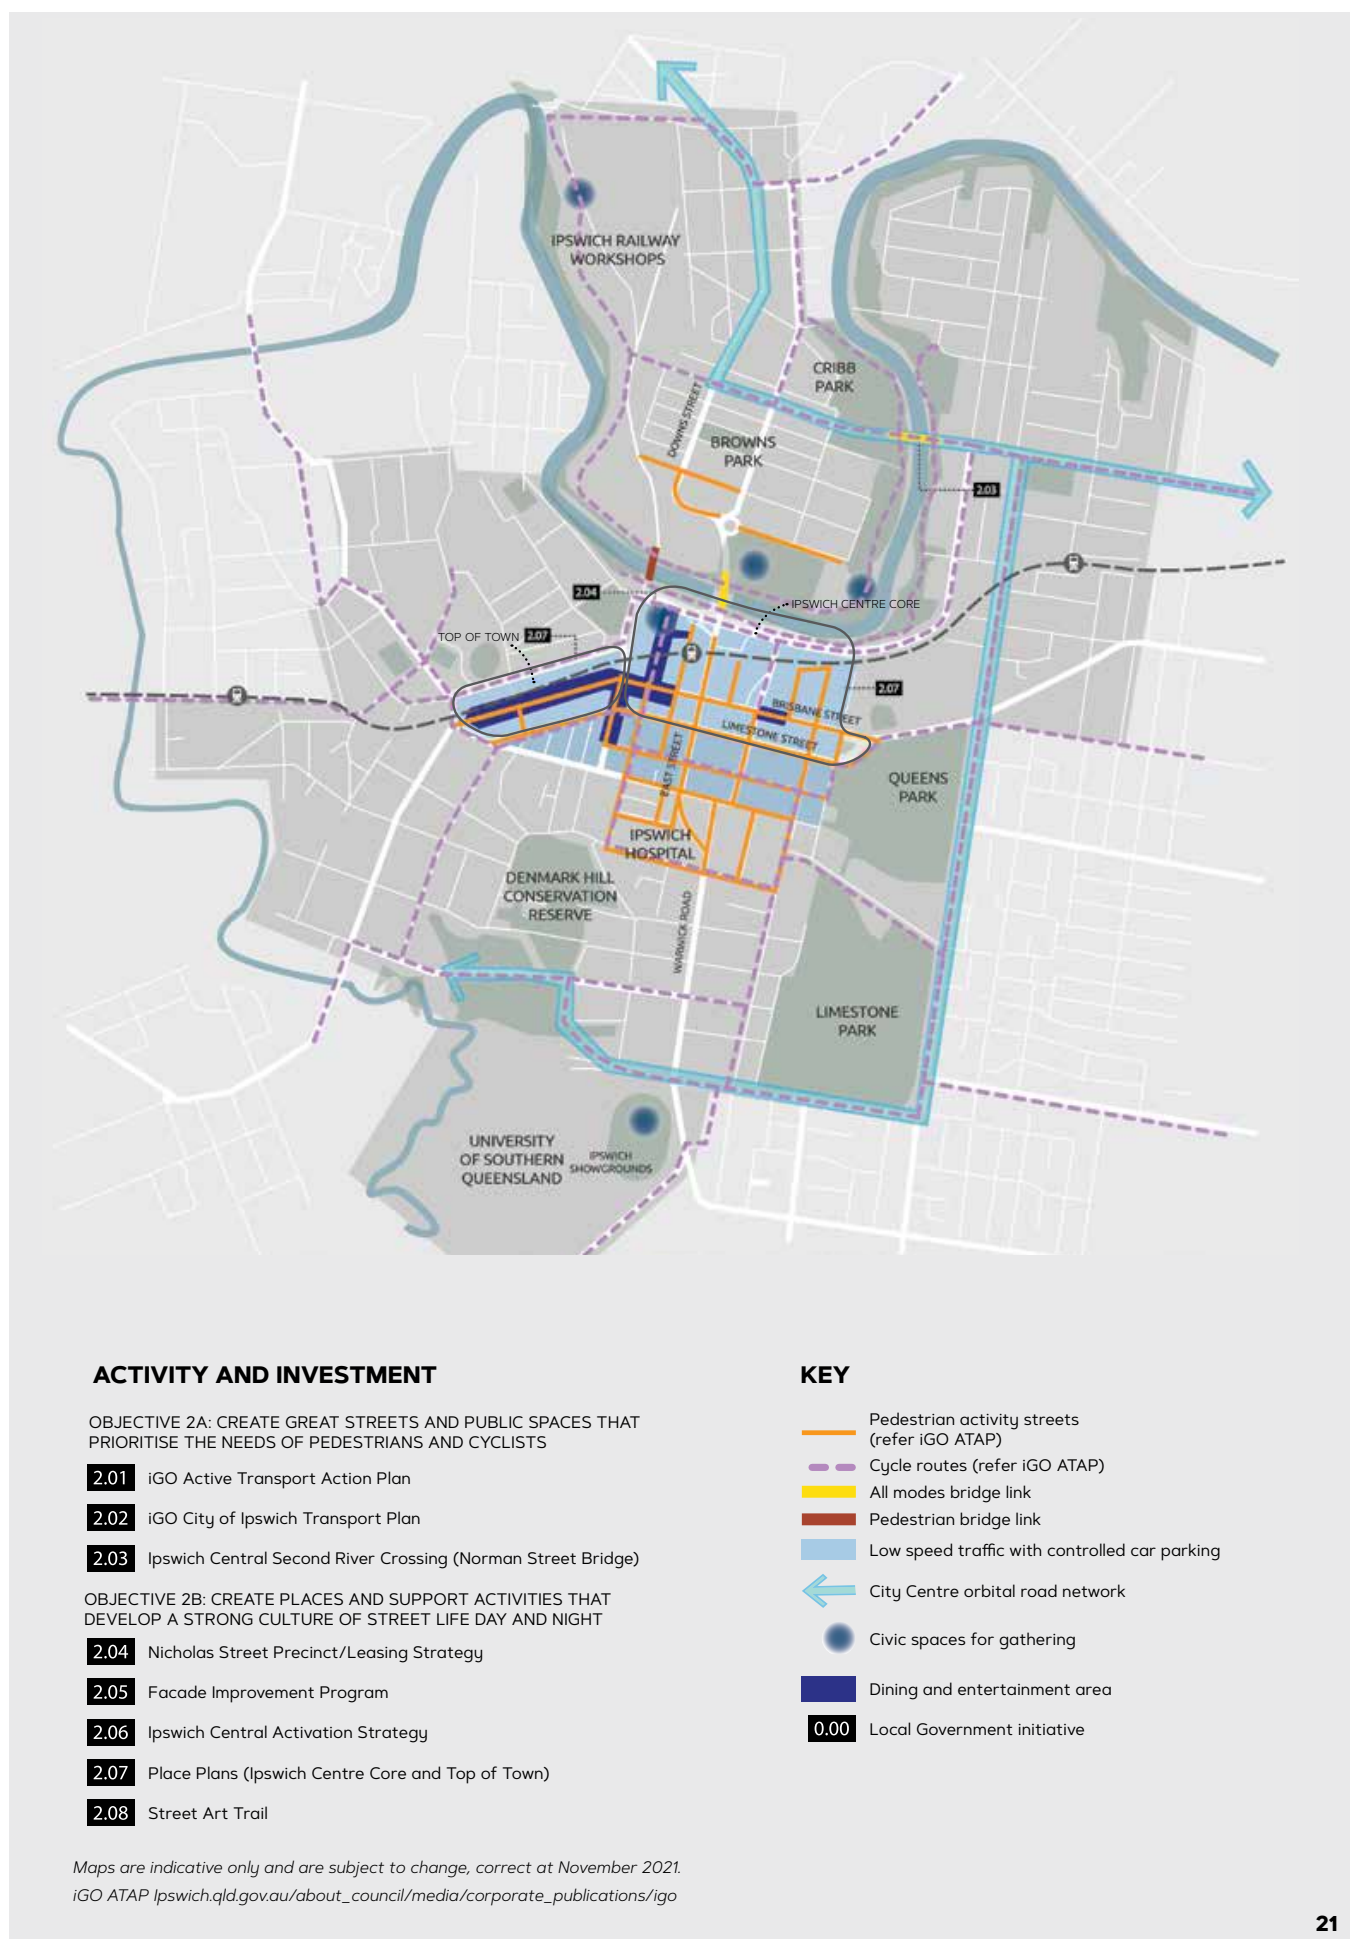 IPSWICH RAILWAY
WORKSHOPS
CRIBB
PARK
DOWNS STREET
BROWNS
PARK
2.03
2.04
IPSWICH CENTRE CORE
TOP OF TOWN 2.07
2.07
BRISBANE STREET
LIMESTONE STREET
EAST STREET
QUEENS
PARK
IPSWICH
HOSPITAL
DENMARK HILL
CONSERVATION
RESERVE
WARWICK ROAD
LIMESTONE
PARK
UNIVERSITY
OF SOUTHERN
QUEENSLAND
IPSWICH
SHOWGROUNDS
ACTIVITY AND INVESTMENT
OBJECTIVE 2A: CREATE GREAT STREETS AND PUBLIC SPACES THAT
PRIORITISE THE NEEDS OF PEDESTRIANS AND CYCLISTS
2.01 iGO Active Transport Action Plan
2.02 iGO City of Ipswich Transport Plan
2.03 Ipswich Central Second River Crossing (Norman Street Bridge)
OBJECTIVE 2B: CREATE PLACES AND SUPPORT ACTIVITIES THAT
DEVELOP A STRONG CULTURE OF STREET LIFE DAY AND NIGHT
2.04 Nicholas Street Precinct/Leasing Strategy
2.05 Facade Improvement Program
2.06 Ipswich Central Activation Strategy
2.07 Place Plans (Ipswich Centre Core and Top of Town)
2.08 Street Art Trail
KEY
Pedestrian activity streets
(refer iGO ATAP)
Cycle routes (refer iGO ATAP)
All modes bridge link
Pedestrian bridge link
Low speed traffic with controlled car parking
City Centre orbital road network
Civic spaces for gathering
Dining and entertainment area
0.00 Local Government initiative
Maps are indicative only and are subject to change, correct at November 2021.
iGO ATAP Ipswich.qld.gov.au/about_council/media/corporate_publications/igo
21